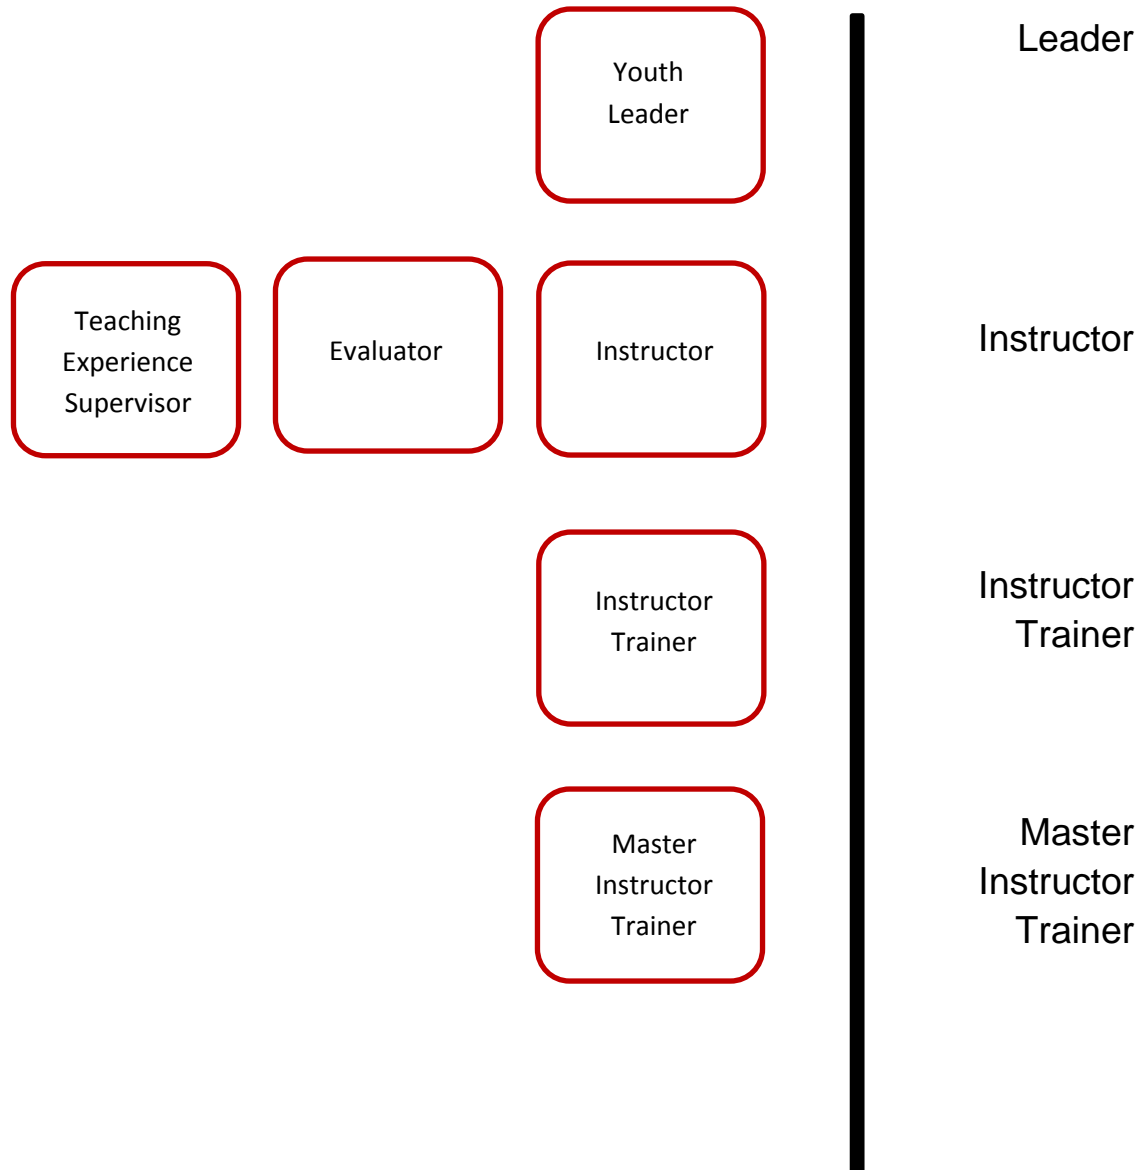 Youth
Leader
Leader
Teaching
Experience
Supervisor
Evaluator
Instructor
Instructor
Instructor
Trainer
Instructor
Trainer
Master
Instructor
Trainer
Master
Instructor
Trainer